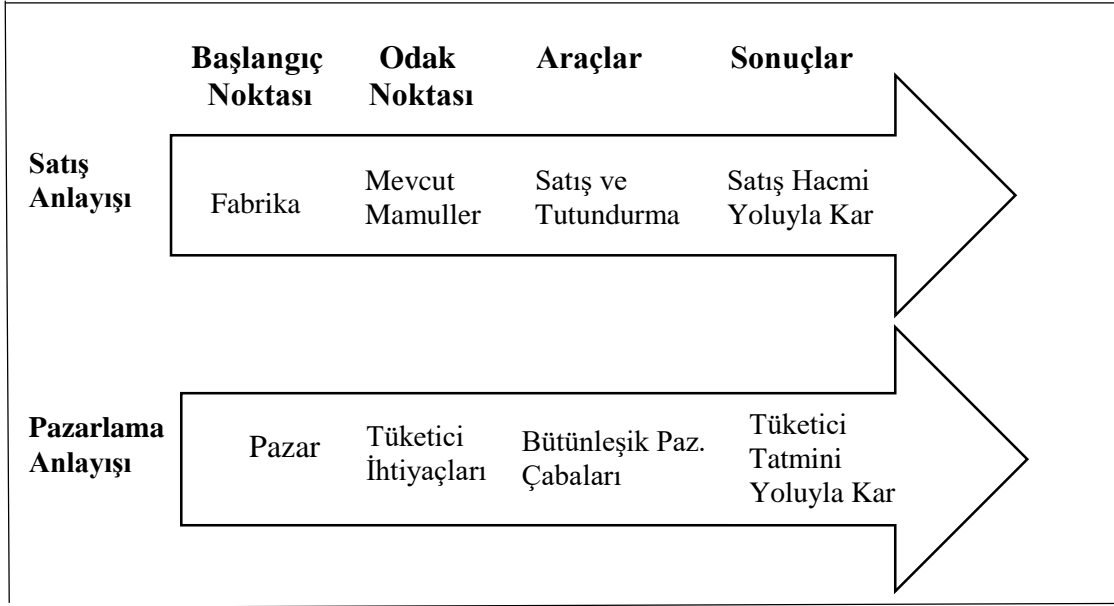 Başlangıç Noktası
Odak Noktası
Araçlar
Sonuçlar
Satış
Anlayışı
Fabrika
Mevcut
Mamuller
Satış ve
Tutundurma
Satış Hacmi
Yoluyla Kar
Pazarlama
Anlayışı
Pazar
Tüketici
İhtiyaçları
Bütünleşik Paz.
Çabaları
Tüketici
Tatmini
Yoluyla Kar